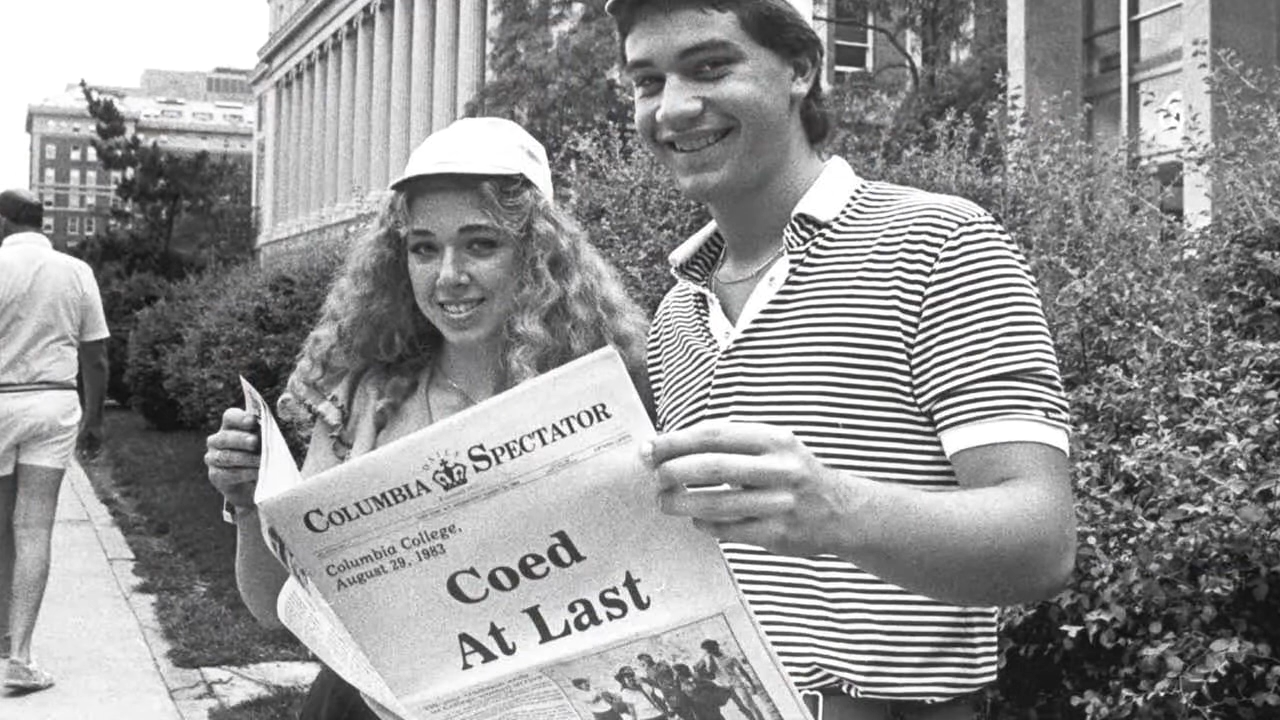 COLUMBIA SPECTATOR
Columbia College,
August 29, 1983
Coed
At Last